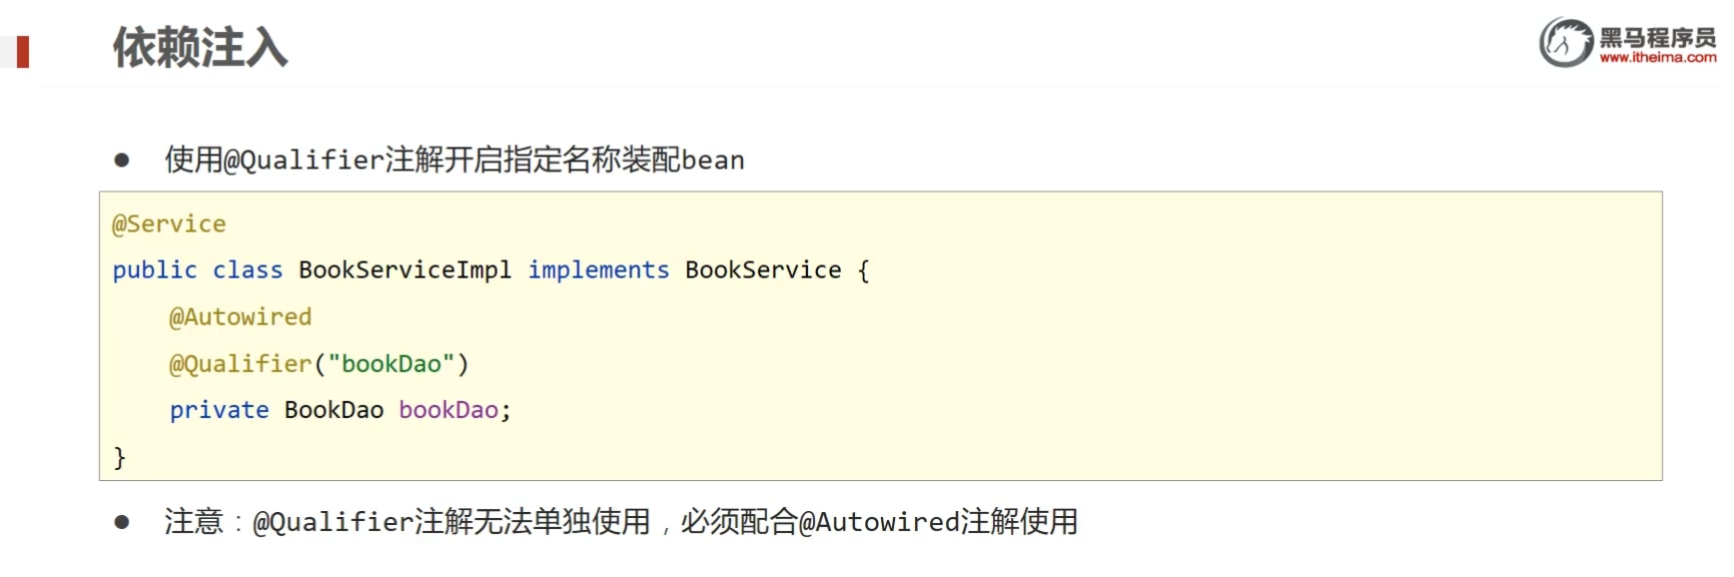 依赖注入
黑马程序员
www.itheima.com
● 使用@Qualifier注解开启指定名称装配bean
@Service
public class BookServiceImpl implements BookService {
    @Autowired
    @Qualifier("bookDao")
    private BookDao bookDao;
}
● 注意：@Qualifier注解无法单独使用，必须配合@Autowired注解使用